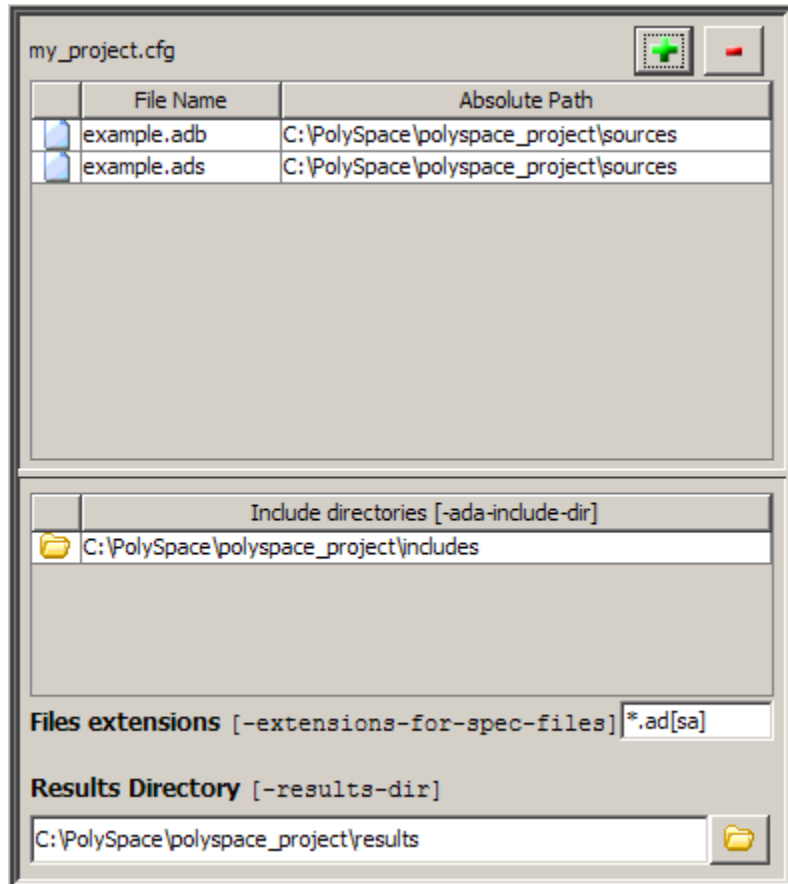 my_project.cfg
File Name Absolute Path
example.adb C:\PolySpace\polyspace_project\sources
example.ads C:\PolySpace\polyspace_project\sources
Include directories [-ada-include-dir]
C:\PolySpace\polyspace_project\includes
Files extensions [-extensions-for-spec-files] *.ad[sa]
Results Directory [-results-dir]
C:\PolySpace\polyspace_project\results